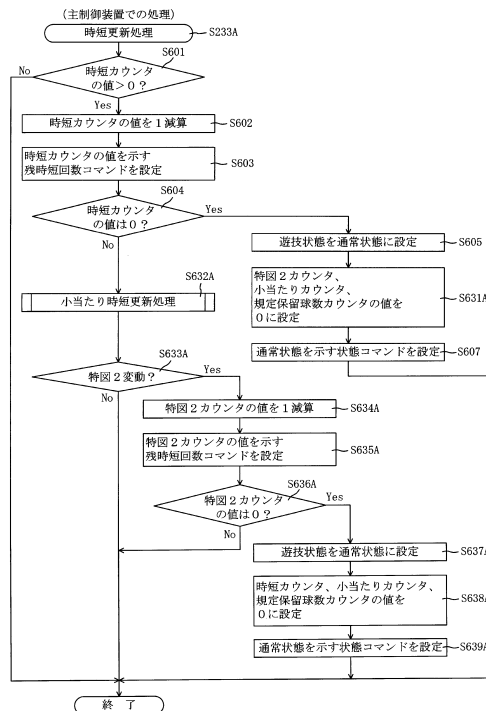 (主制御装置での処理)
時短更新処理
S233A
S601
時短カウンタ
の値>0?
No
Yes
時短カウンタの値を1減算
S602
時短カウンタの値を示す
残時短回数コマンドを設定
S603
S604
時短カウンタ
の値は0?
Yes
No
遊技状態を通常状態に設定
S605
特図2カウンタ、
小当たりカウンタ、
規定保留球数カウンタの値を
0に設定
S631A
通常状態を示す状態コマンドを設定
S607
S632A
小当たり時短更新処理
S633A
特図2変動?
Yes
No
特図2カウンタの値を1減算
S634A
特図2カウンタの値を示す
残時短回数コマンドを設定
S635A
S636A
特図2カウンタ
の値は0?
Yes
No
遊技状態を通常状態に設定
S637A
時短カウンタ、小当たりカウンタ、
規定保留球数カウンタの値を
0に設定
S638A
通常状態を示す状態コマンドを設定
S639A
終了